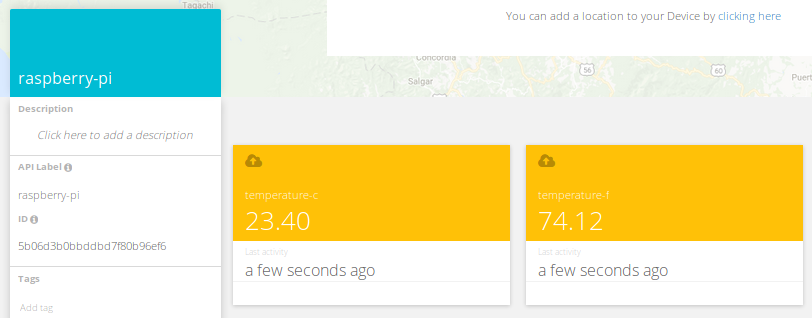 Tagachi
You can add a location to your Device by clicking here
Concordia
Salgar
56
60
Puert
raspberry-pi
Description
Click here to add a description
API Label
raspberry-pi
ID
5b06d3b0bbddbd7f80b96ef6
Tags
Add tag
temperature-c
23.40
Last activity
a few seconds ago
temperature-f
74.12
Last activity
a few seconds ago